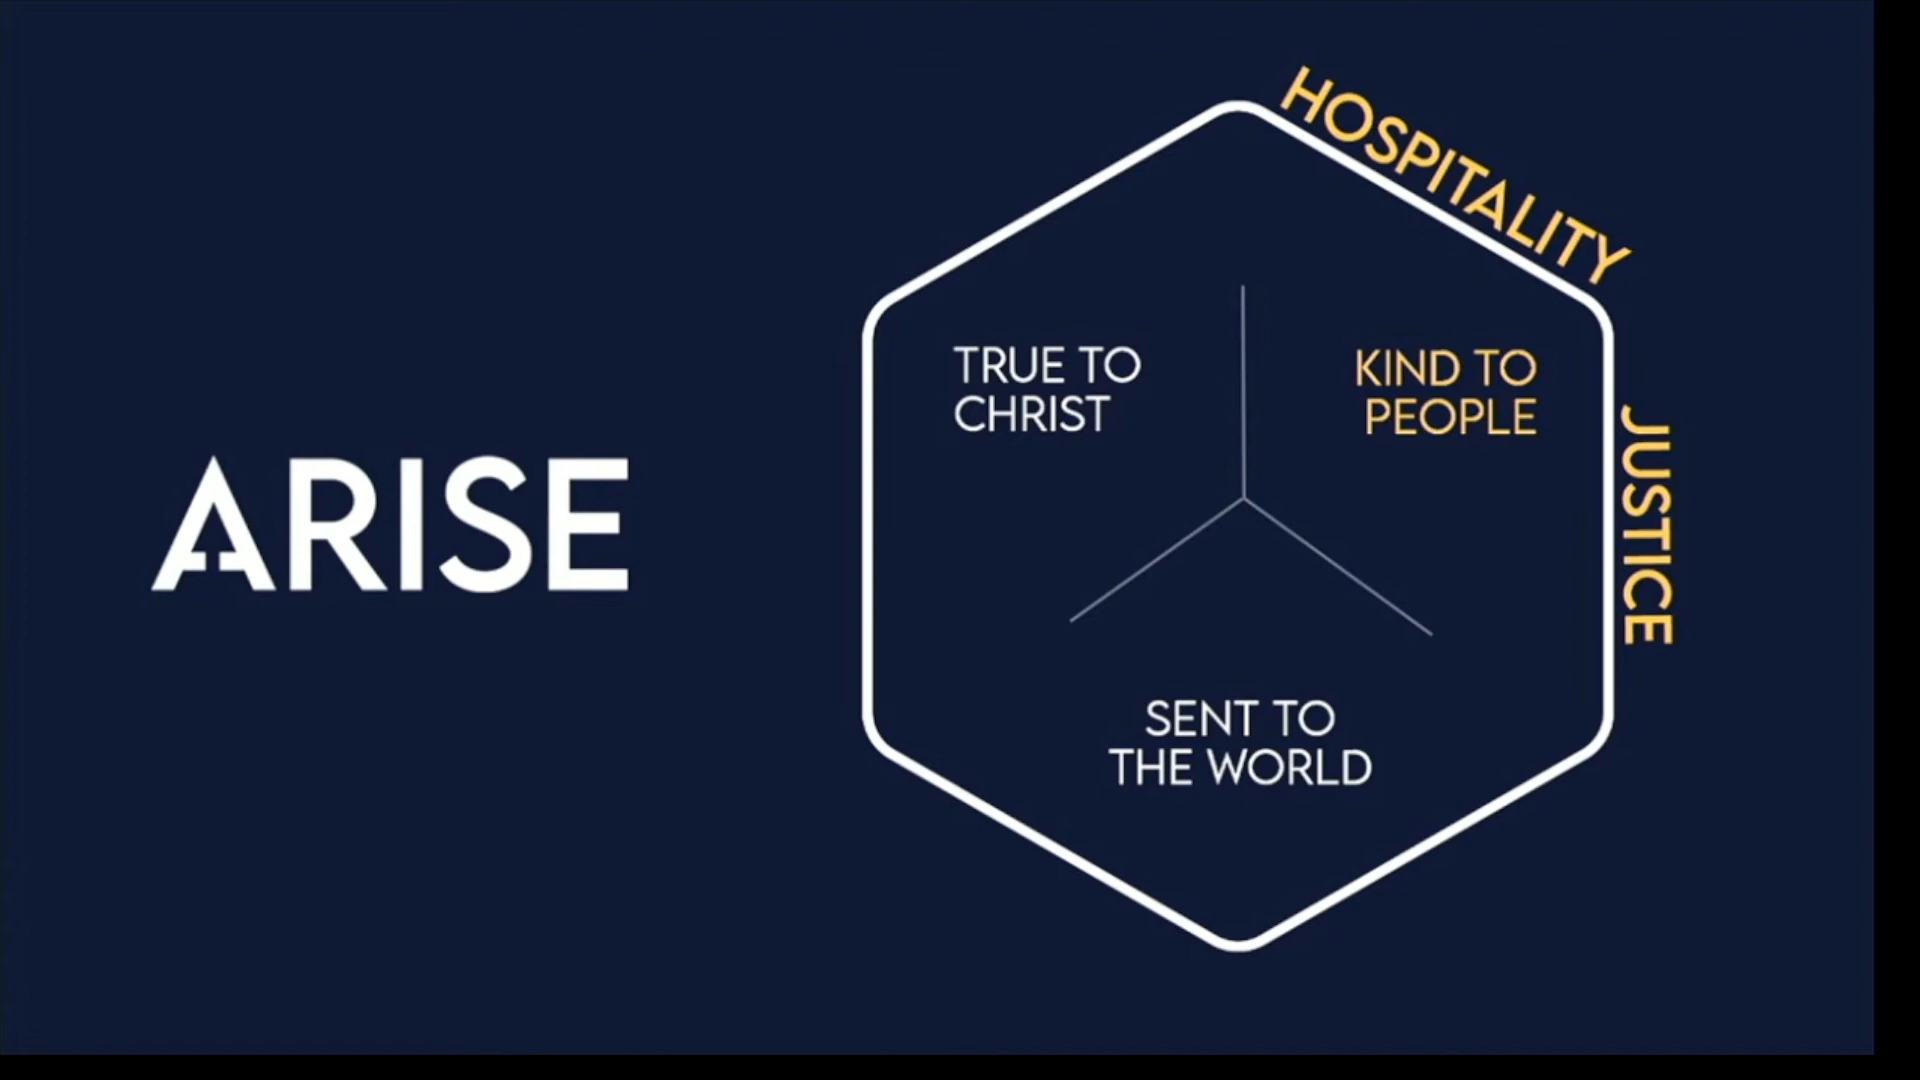 ARISE
HOSPITALITY
TRUE TO
CHRIST
KIND TO
PEOPLE
JUSTICE
SENT TO
THE WORLD